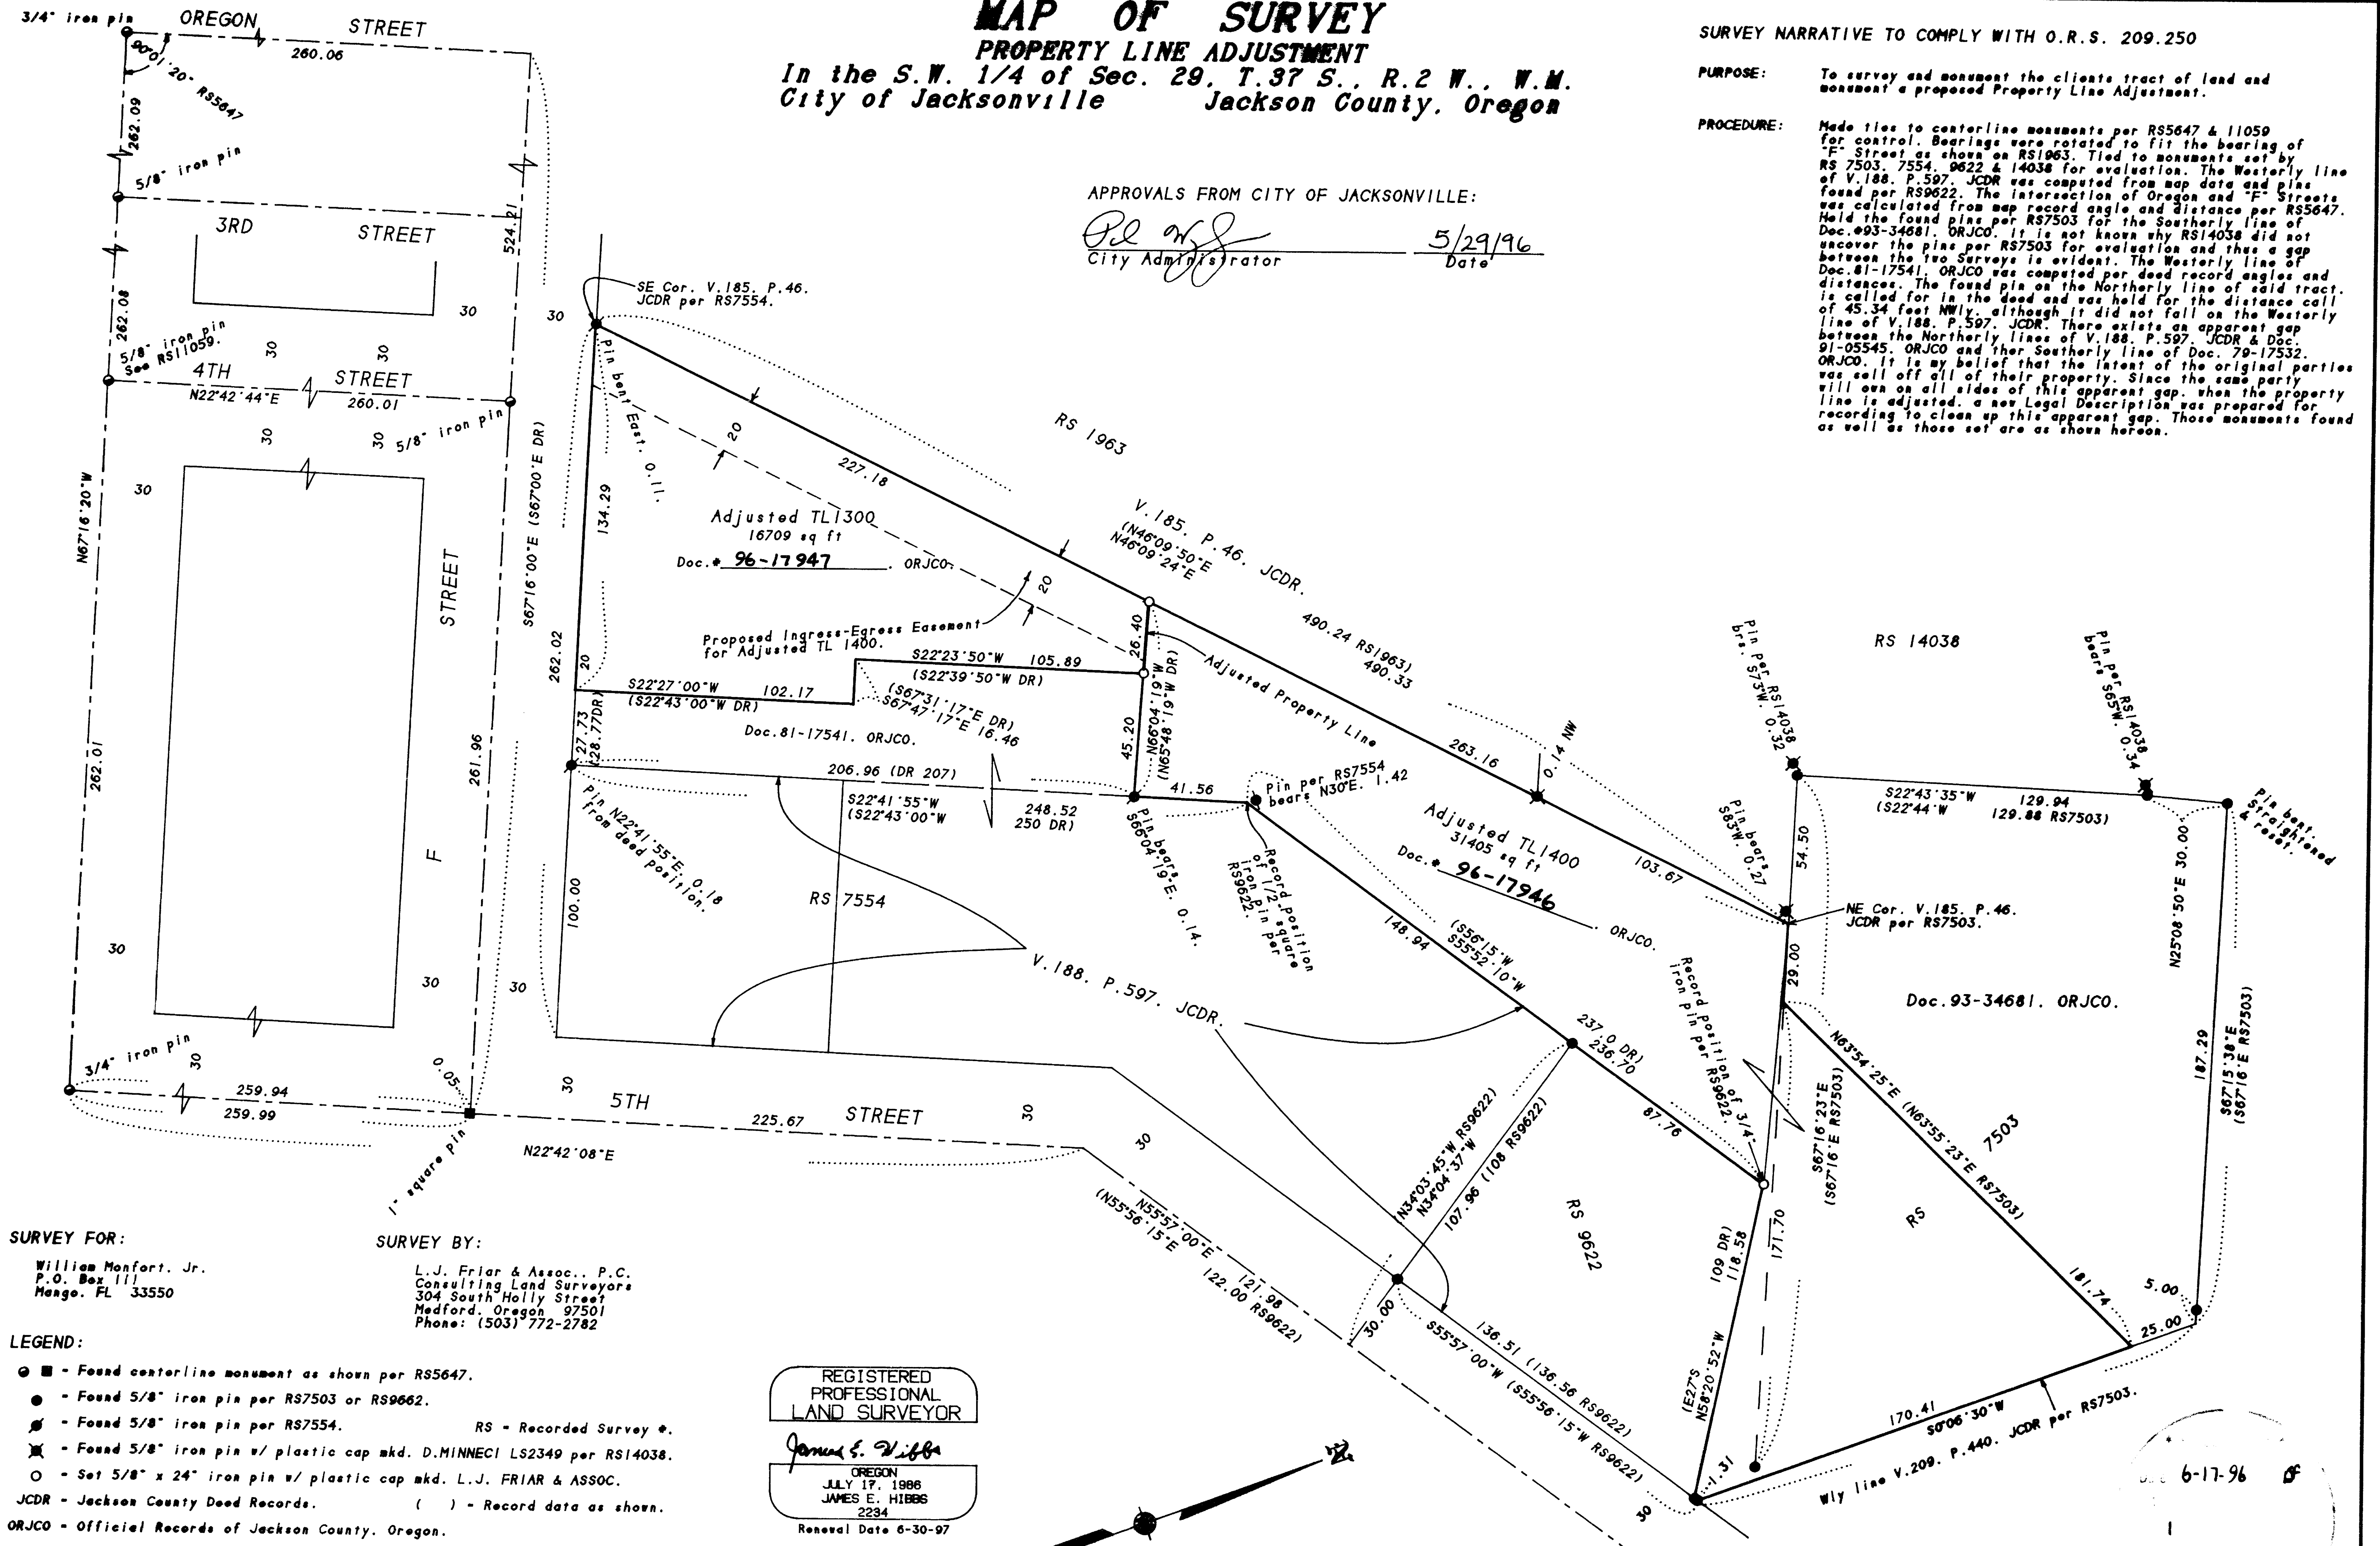 MAP OF SURVEY
PROPERTY LINE ADJUSTMENT
In the S.W. 1/4 of Sec. 29, T.37 S., R.2 W., W.M.
City of Jacksonville Jackson County, Oregon
APPROVALS FROM CITY OF JACKSONVILLE:
5/29/96
City Administrator Date
SURVEY NARRATIVE TO COMPLY WITH O.R.S. 209.250
PURPOSE: To survey and monument the clients tract of land and
monument a proposed Property Line Adjustment.
PROCEDURE: Made ties to centerline monuments per RS5647 & 11059
for control. Bearings were rotated to fit the bearing of
"F" Street as shown on RS1963. Tied to monuments set by
RS 7503, 7554, 9622 & 14038 for evaluation. The Westerly line
of V.188, P.597, JCDR was computed from map data and pins
found per RS9622. The intersection of Oregon and "F" Streets
was calculated from map record angle and distance per RS5647.
Held the found pins per RS7503 for the Southerly line of
Doc.#93-34681, ORJCO. It is not known why RS14038 did not
uncover the pins per RS7503 for evaluation and thus a gap
between the two Surveys is evident. The Westerly line of
Doc.81-17541, ORJCO was computed per deed record angles and
distances. The found pin on the Northerly line of said tract,
is called for in the deed and was held for the distance call
of 45.34 feet NWly, although it did not fall on the Westerly
line of V.188, P.597, JCDR. There exists an apparent gap
between the Northerly lines of V.188, P.597, JCDR & Doc.
91-05545, ORJCO and ther Southerly line of Doc. 79-17532,
ORJCO. It is my belief that the intent of the original parties
was sell off all of their property. Since the same party
will own on all sides of this apparent gap, when the property
line is adjusted, a new Legal Description was prepared for
recording to clean up this apparent gap. Those monuments found
as well as those set are as shown hereon.
3/4" iron pin
OREGON STREET
260.06
90°01'20" RS5647
262.09
5/8" iron pin
3RD STREET
524.21
262.08
5/8" iron pin
See RS11059.
30
30
30
30
4TH STREET
N22°42'44"E 260.01
30
30
5/8" iron pin
30
N67°16'20"W
262.01
S67°16'00"E (S67°00'E DR)
STREET
F
262.02
261.96
30
30
30
3/4" iron pin
30
0.05
259.94
259.99
1" square pin
30
5TH STREET
225.67
N22°42'08"E
30
30
SE Cor. V.185, P.46,
JCDR per RS7554.
Pin bent East, 0.11.
134.29
20
227.18
RS 1963
Adjusted TL1300
16709 sq ft
Doc.# 96-17947, ORJCO
20
V.185, P.46, JCDR.
(N46°09'50"E
N46°09'24"E
490.24 RS1963)
490.33
Proposed Ingress-Egress Easement
for Adjusted TL 1400.
20
S22°27'00"W 102.17
(S22°43'00"W DR)
S22°23'50"W 105.89
(S22°39'50"W DR)
(S67°31'17"E DR)
S67°47'17"E 16.46
26.40
45.20
N66°04'19"W
(N65°48'19"W DR)
Adjusted Property Line
263.16
0.14 NW
27.73
(28.77DR)
Doc.81-17541, ORJCO.
206.96 (DR 207)
S22°41'55"W
(S22°43'00"W
248.52
250 DR)
41.56
Pin per RS7554
bears N30°E, 1.42
Pin N22°41'55"E, 0.18
from deed position.
100.00
RS 7554
Pin bears
S66°04'19"E, 0.14.
Record position
of 1/2" square
iron pin per
RS9622.
Adjusted TL1400
31405 sq ft
Doc.# 96-17946, ORJCO.
103.67
148.94
(S56°15'W
S55°52'10"W
237.0 DR)
236.70
87.76
V.188, P.597, JCDR.
Pin Per RS14038
brs. S73°W, 0.32
RS 14038
Pin per RS14038
bears S65°W, 0.34
S22°43'35"W 129.94
(S22°44'W 129.88 RS7503)
Pin bent.
Straightened
& reset.
54.50
Pin bears
S83°W, 0.27
NE Cor. V.185, P.46,
JCDR per RS7503.
29.00
N25°08'50"E 30.00
Doc.93-34681, ORJCO.
Record position of 3/4"
iron pin per RS9622
S67°16'23"E
(S67°16'E RS7503)
N63°54'25"E (N63°55'23"E RS7503)
181.74
RS 7503
187.29
S67°15'38"E
(S67°16'E RS7503)
5.00
25.00
(N34°03'45"W RS9622)
N34°04'37"W
107.96 (108 RS9622)
RS 9622
109 DR)
118.58
171.70
(E27°S
N58°20'52"W
N55°57'00"E 121.98
(N55°56'15"E 122.00 RS9622)
30.00
136.51 (136.56 RS9622)
S55°57'00"W (S55°56'15"W RS9622)
30
1.31
170.41
S0°06'30"W
Wly line V.209, P.440, JCDR per RS7503.
6-17-96
SURVEY FOR:
William Monfort, Jr.
P.O. Box 111
Mango, FL 33550
SURVEY BY:
L.J. Friar & Assoc., P.C.
Consulting Land Surveyors
304 South Holly Street
Medford, Oregon 97501
Phone: (503) 772-2782
LEGEND:
- Found centerline monument as shown per RS5647.
- Found 5/8" iron pin per RS7503 or RS9662.
- Found 5/8" iron pin per RS7554. RS - Recorded Survey #.
- Found 5/8" iron pin w/ plastic cap mkd. D.MINNECI LS2349 per RS14038.
- Set 5/8" x 24" iron pin w/ plastic cap mkd. L.J. FRIAR & ASSOC.
JCDR - Jackson County Deed Records. ( ) - Record data as shown.
ORJCO - Official Records of Jackson County, Oregon.
REGISTERED
PROFESSIONAL
LAND SURVEYOR
James E. Hibbs
OREGON
JULY 17, 1986
JAMES E. HIBBS
2234
Renewal Date 6-30-97